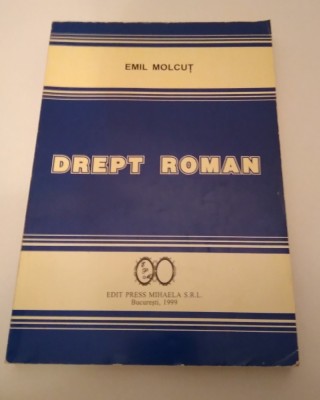 EMIL MOLCUȚ
DREPT ROMAN
EDIT PRESS MIHAELA S.R.L.
București, 1999